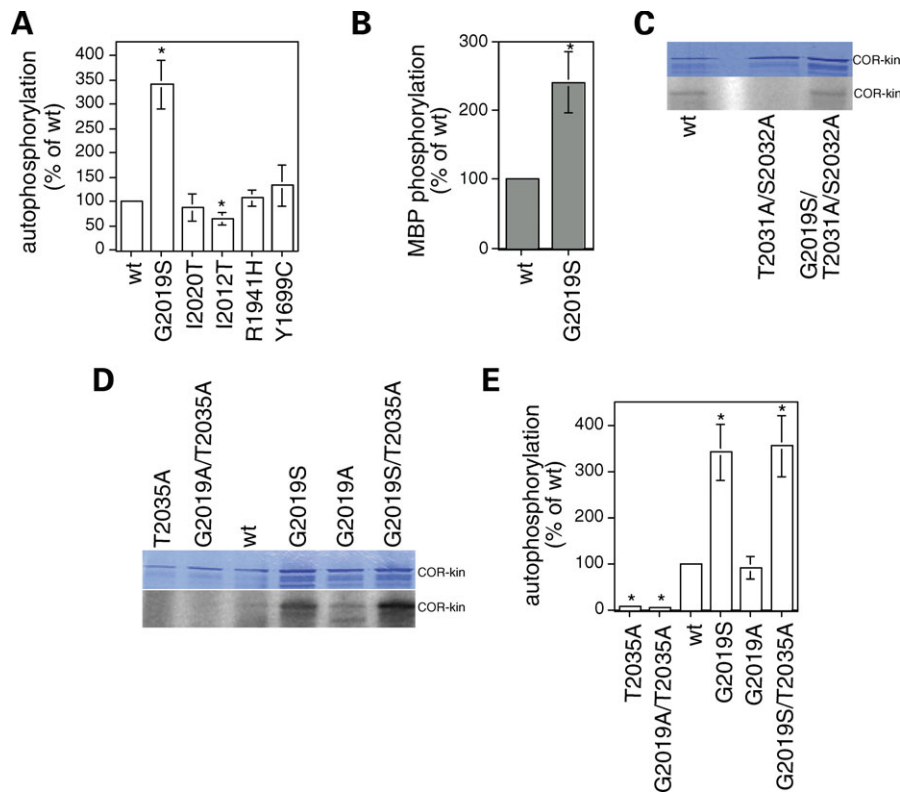 A
autophosphorylation
(% of wt)
400
350
300
250
200
150
100
50
0
*
*
wt
G2019S
I2020T
I2012T
R1941H
Y1699C
B
MBP phosphorylation
(% of wt)
300
200
100
0
*
wt
G2019S
C
COR-kin
COR-kin
wt
T2031A/S2032A
G2019S/
T2031A/S2032A
D
T2035A
G2019A/T2035A
wt
G2019S
G2019A
G2019S/T2035A
COR-kin
COR-kin
E
autophosphorylation
(% of wt)
400
300
200
100
0
*
*
*
*
T2035A
G2019A/T2035A
wt
G2019S
G2019A
G2019S/T2035A